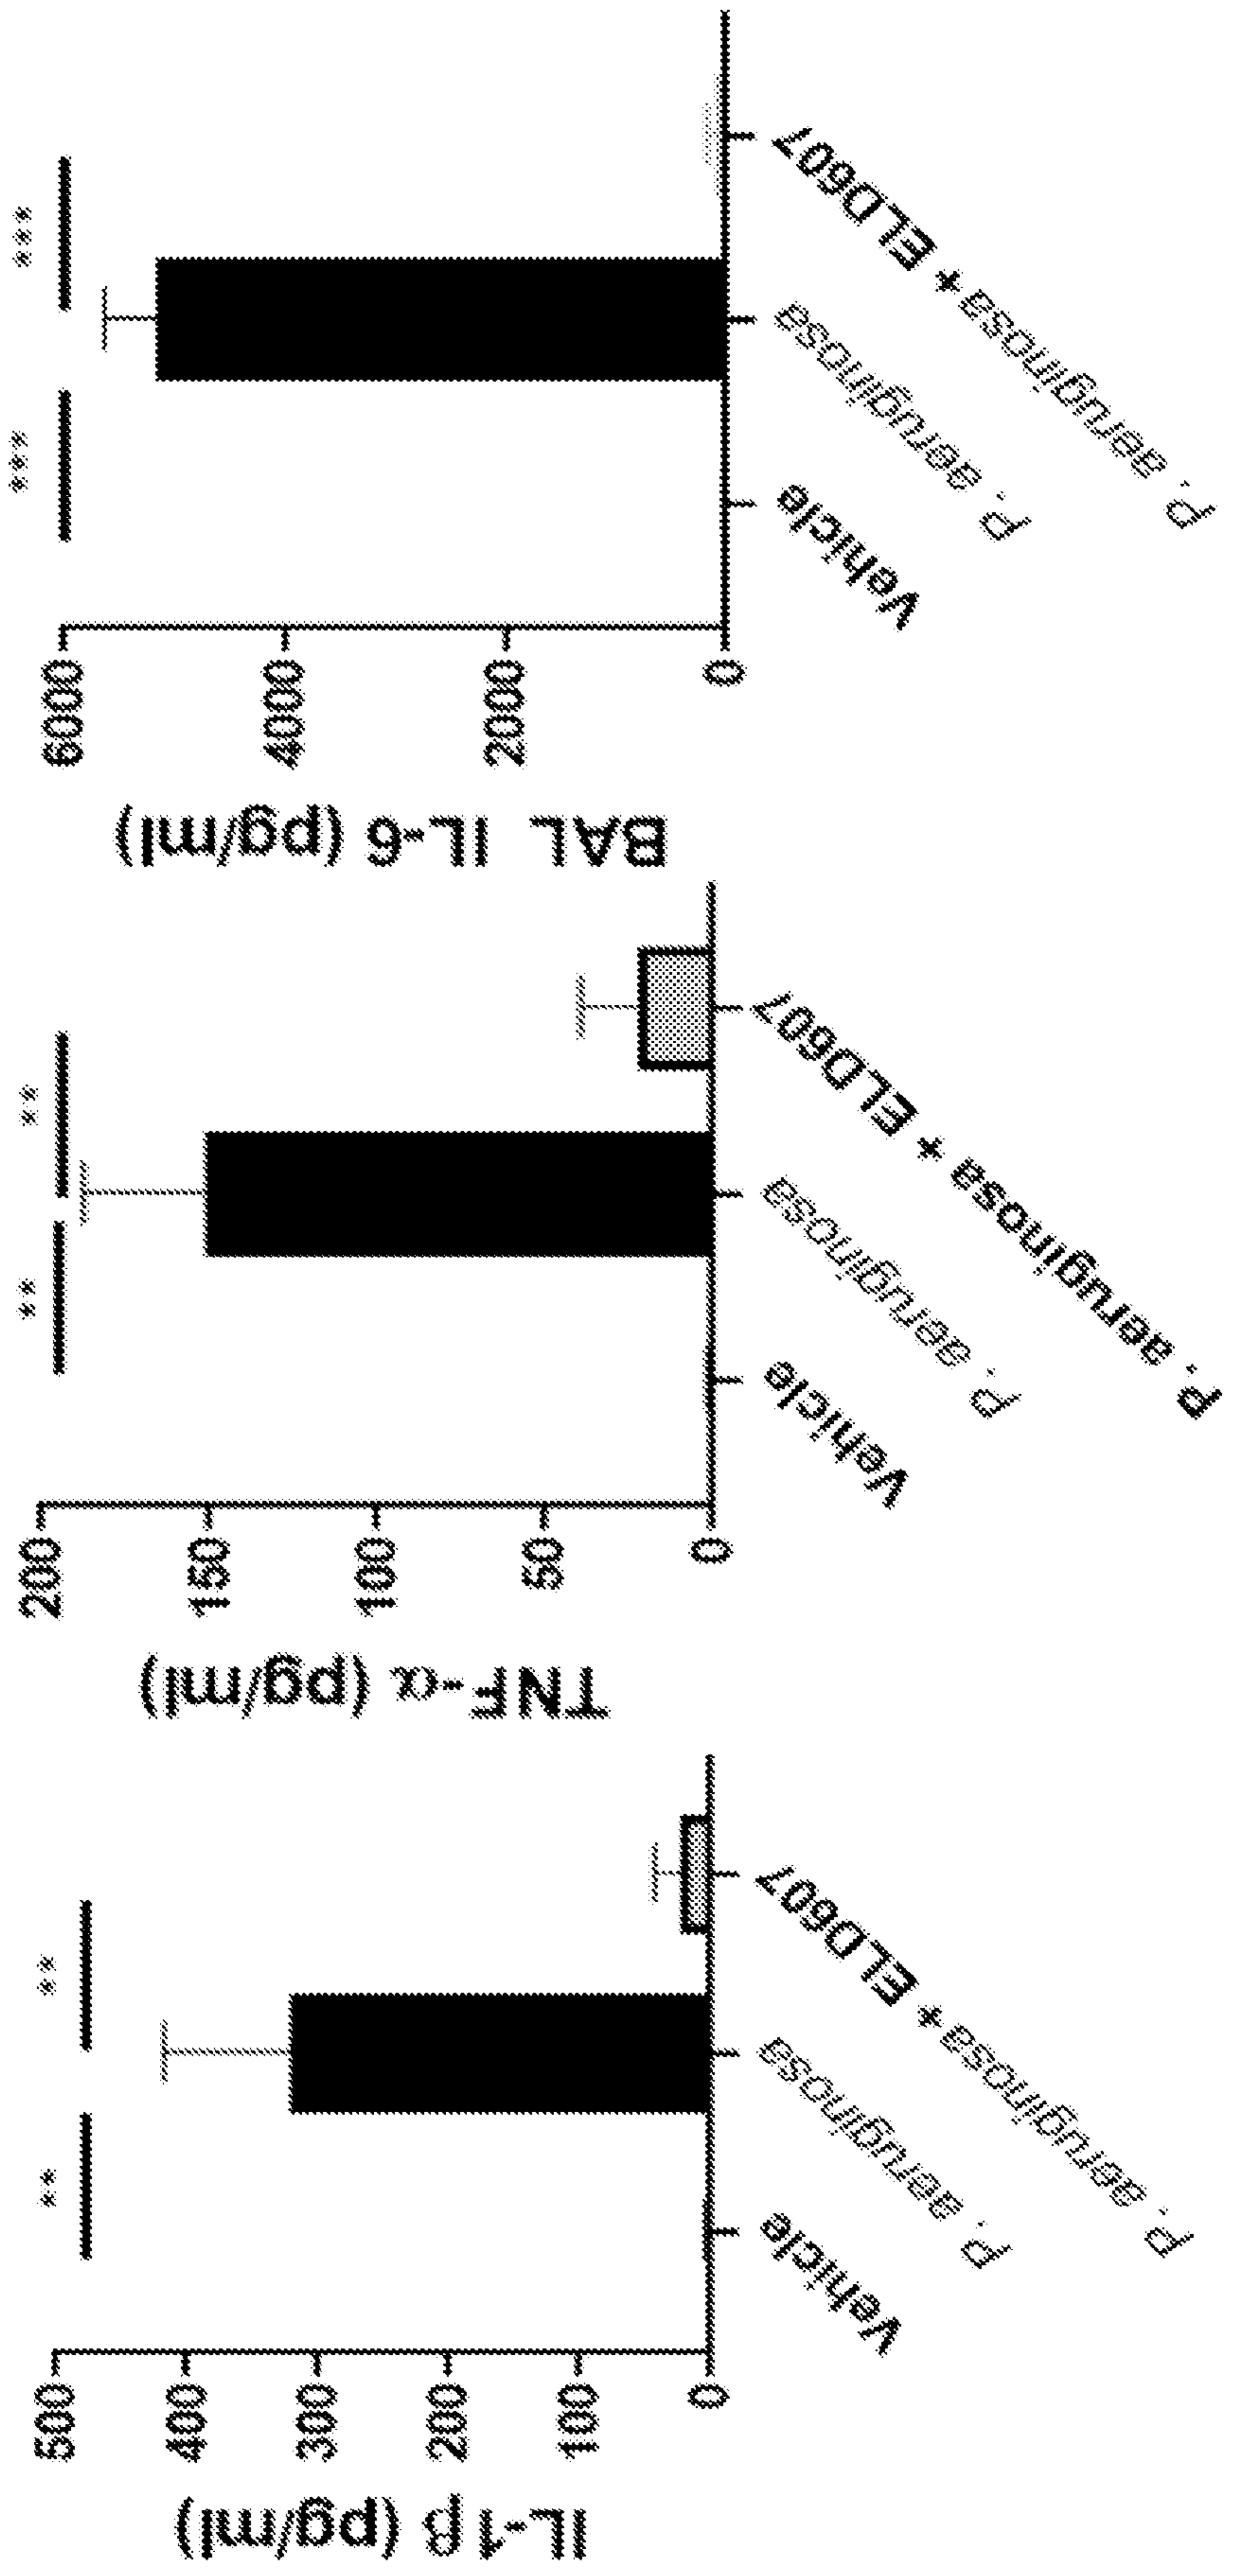 IL-1β (pg/ml)
500
400
300
200
100
0
**
**
Vehicle
P. aeruginosa
P. aeruginosa + ELD607
TNF-α (pg/ml)
200
150
100
50
0
**
**
Vehicle
P. aeruginosa
P. aeruginosa + ELD607
BAL IL-6 (pg/ml)
6000
4000
2000
0
***
***
Vehicle
P. aeruginosa
P. aeruginosa + ELD607